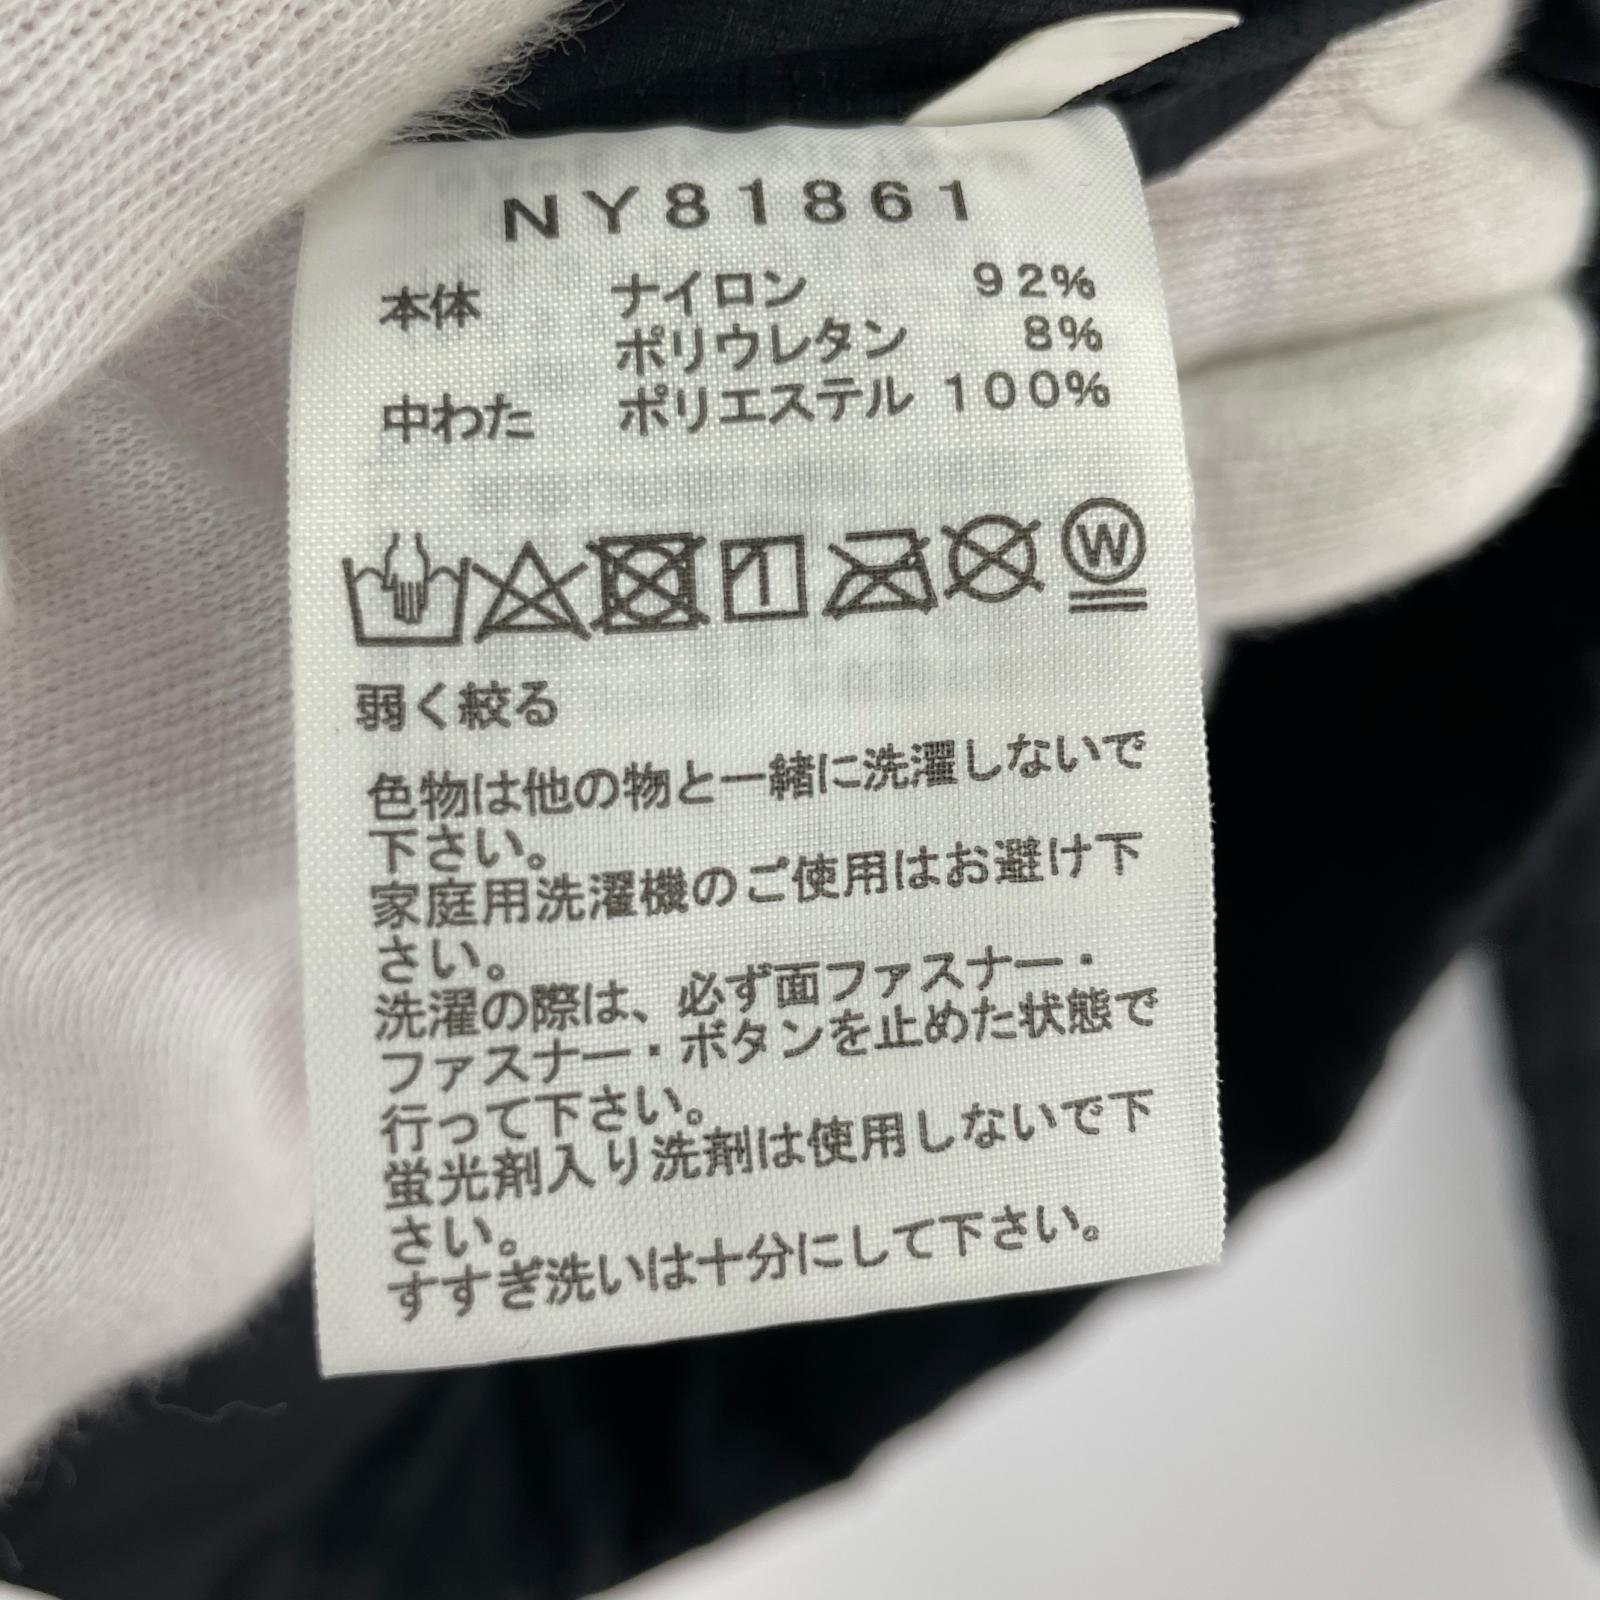 NY81861
本体 ナイロン 92%
ポリウレタン 8%
中わた ポリエステル 100%
W
弱く絞る
色物は他の物と一緒に洗濯しないで
下さい。
家庭用洗濯機のご使用はお避け下
さい。
洗濯の際は、必ず面ファスナー・
ファスナー・ボタンを止めた状態で
行って下さい。
蛍光剤入り洗剤は使用しないで下
さい。
すすぎ洗いは十分にして下さい。